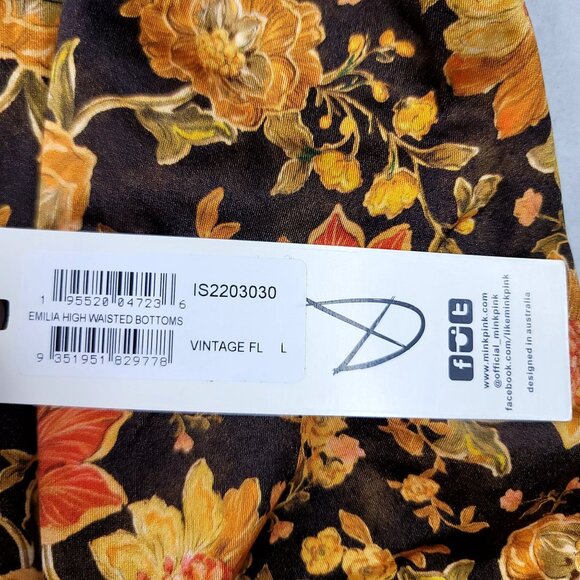 1 95520 04723 6
IS2203030
EMILIA HIGH WAISTED BOTTOMS
9 351951 829778
VINTAGE FL L
www.minkpink.com
@official_minkpink
facebook.com/likeminkpink
designed in australia